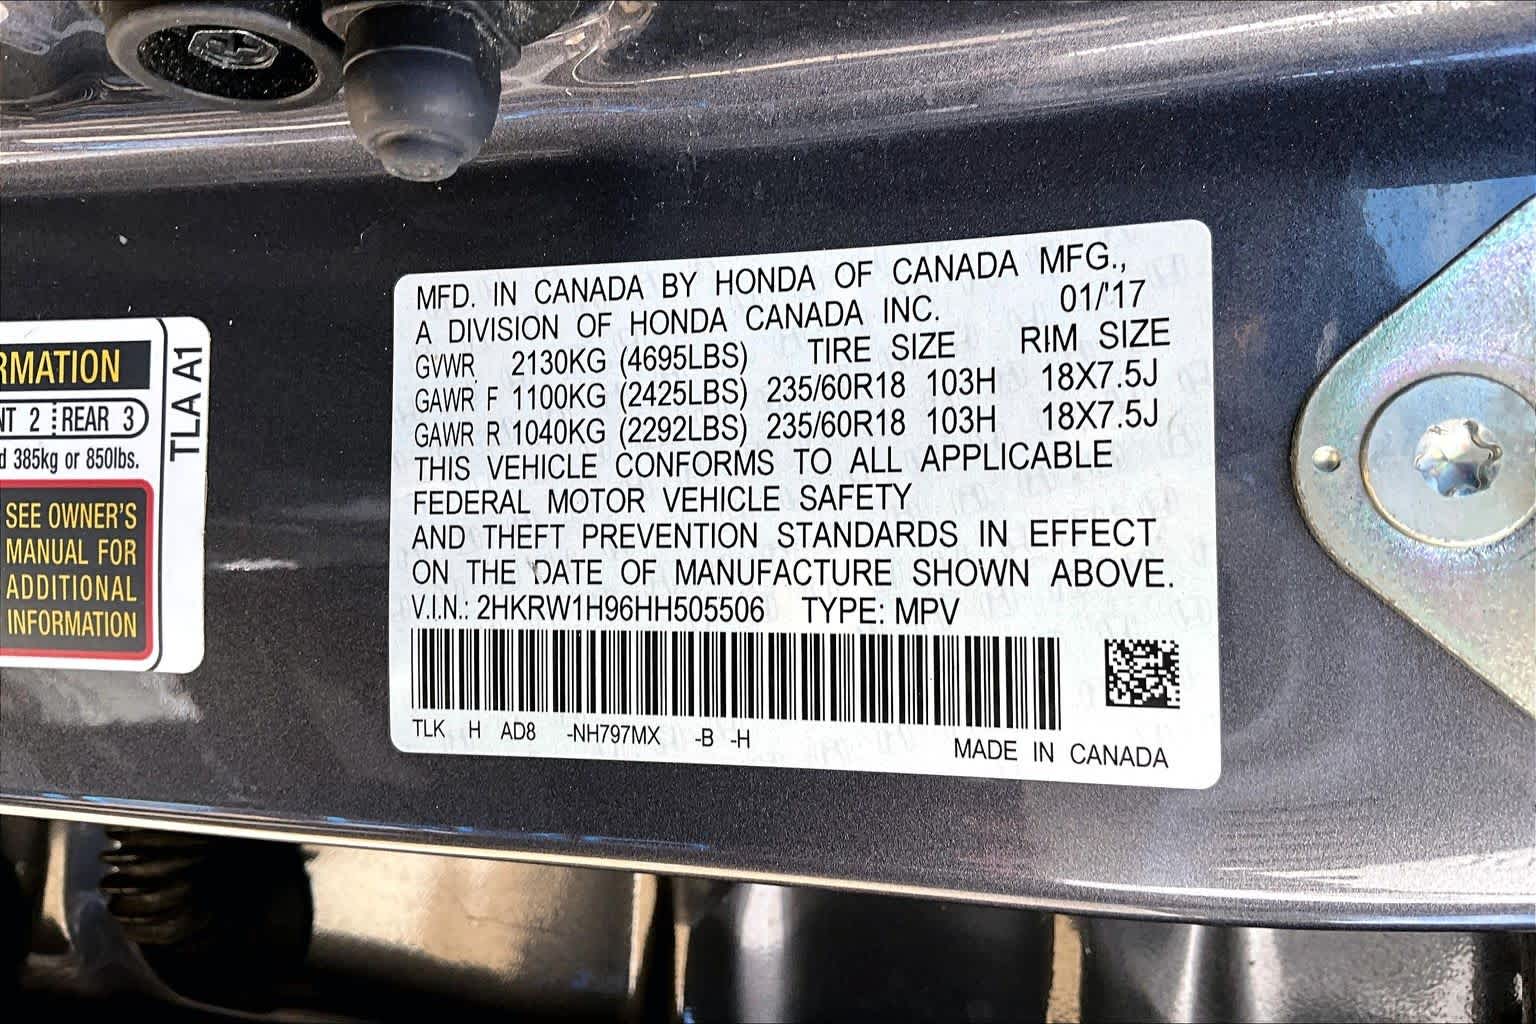 RMATION
NT 2 REAR 3
d 385kg or 850lbs.
SEE OWNER'S
MANUAL FOR
ADDITIONAL
INFORMATION
TLA A1
MFD. IN CANADA BY HONDA OF CANADA MFG.,
A DIVISION OF HONDA CANADA INC. 01/'17
GVWR 2130KG (4695LBS) TIRE SIZE RIM SIZE
GAWR F 1100KG (2425LBS) 235/60R18 103H 18X7.5J
GAWR R 1040KG (2292LBS) 235/60R18 103H 18X7.5J
THIS VEHICLE CONFORMS TO ALL APPLICABLE
FEDERAL MOTOR VEHICLE SAFETY
AND THEFT PREVENTION STANDARDS IN EFFECT
ON THE DATE OF MANUFACTURE SHOWN ABOVE.
V.I.N.: 2HKRW1H96HH505506 TYPE: MPV
TLK H AD8 -NH797MX -B -H
MADE IN CANADA